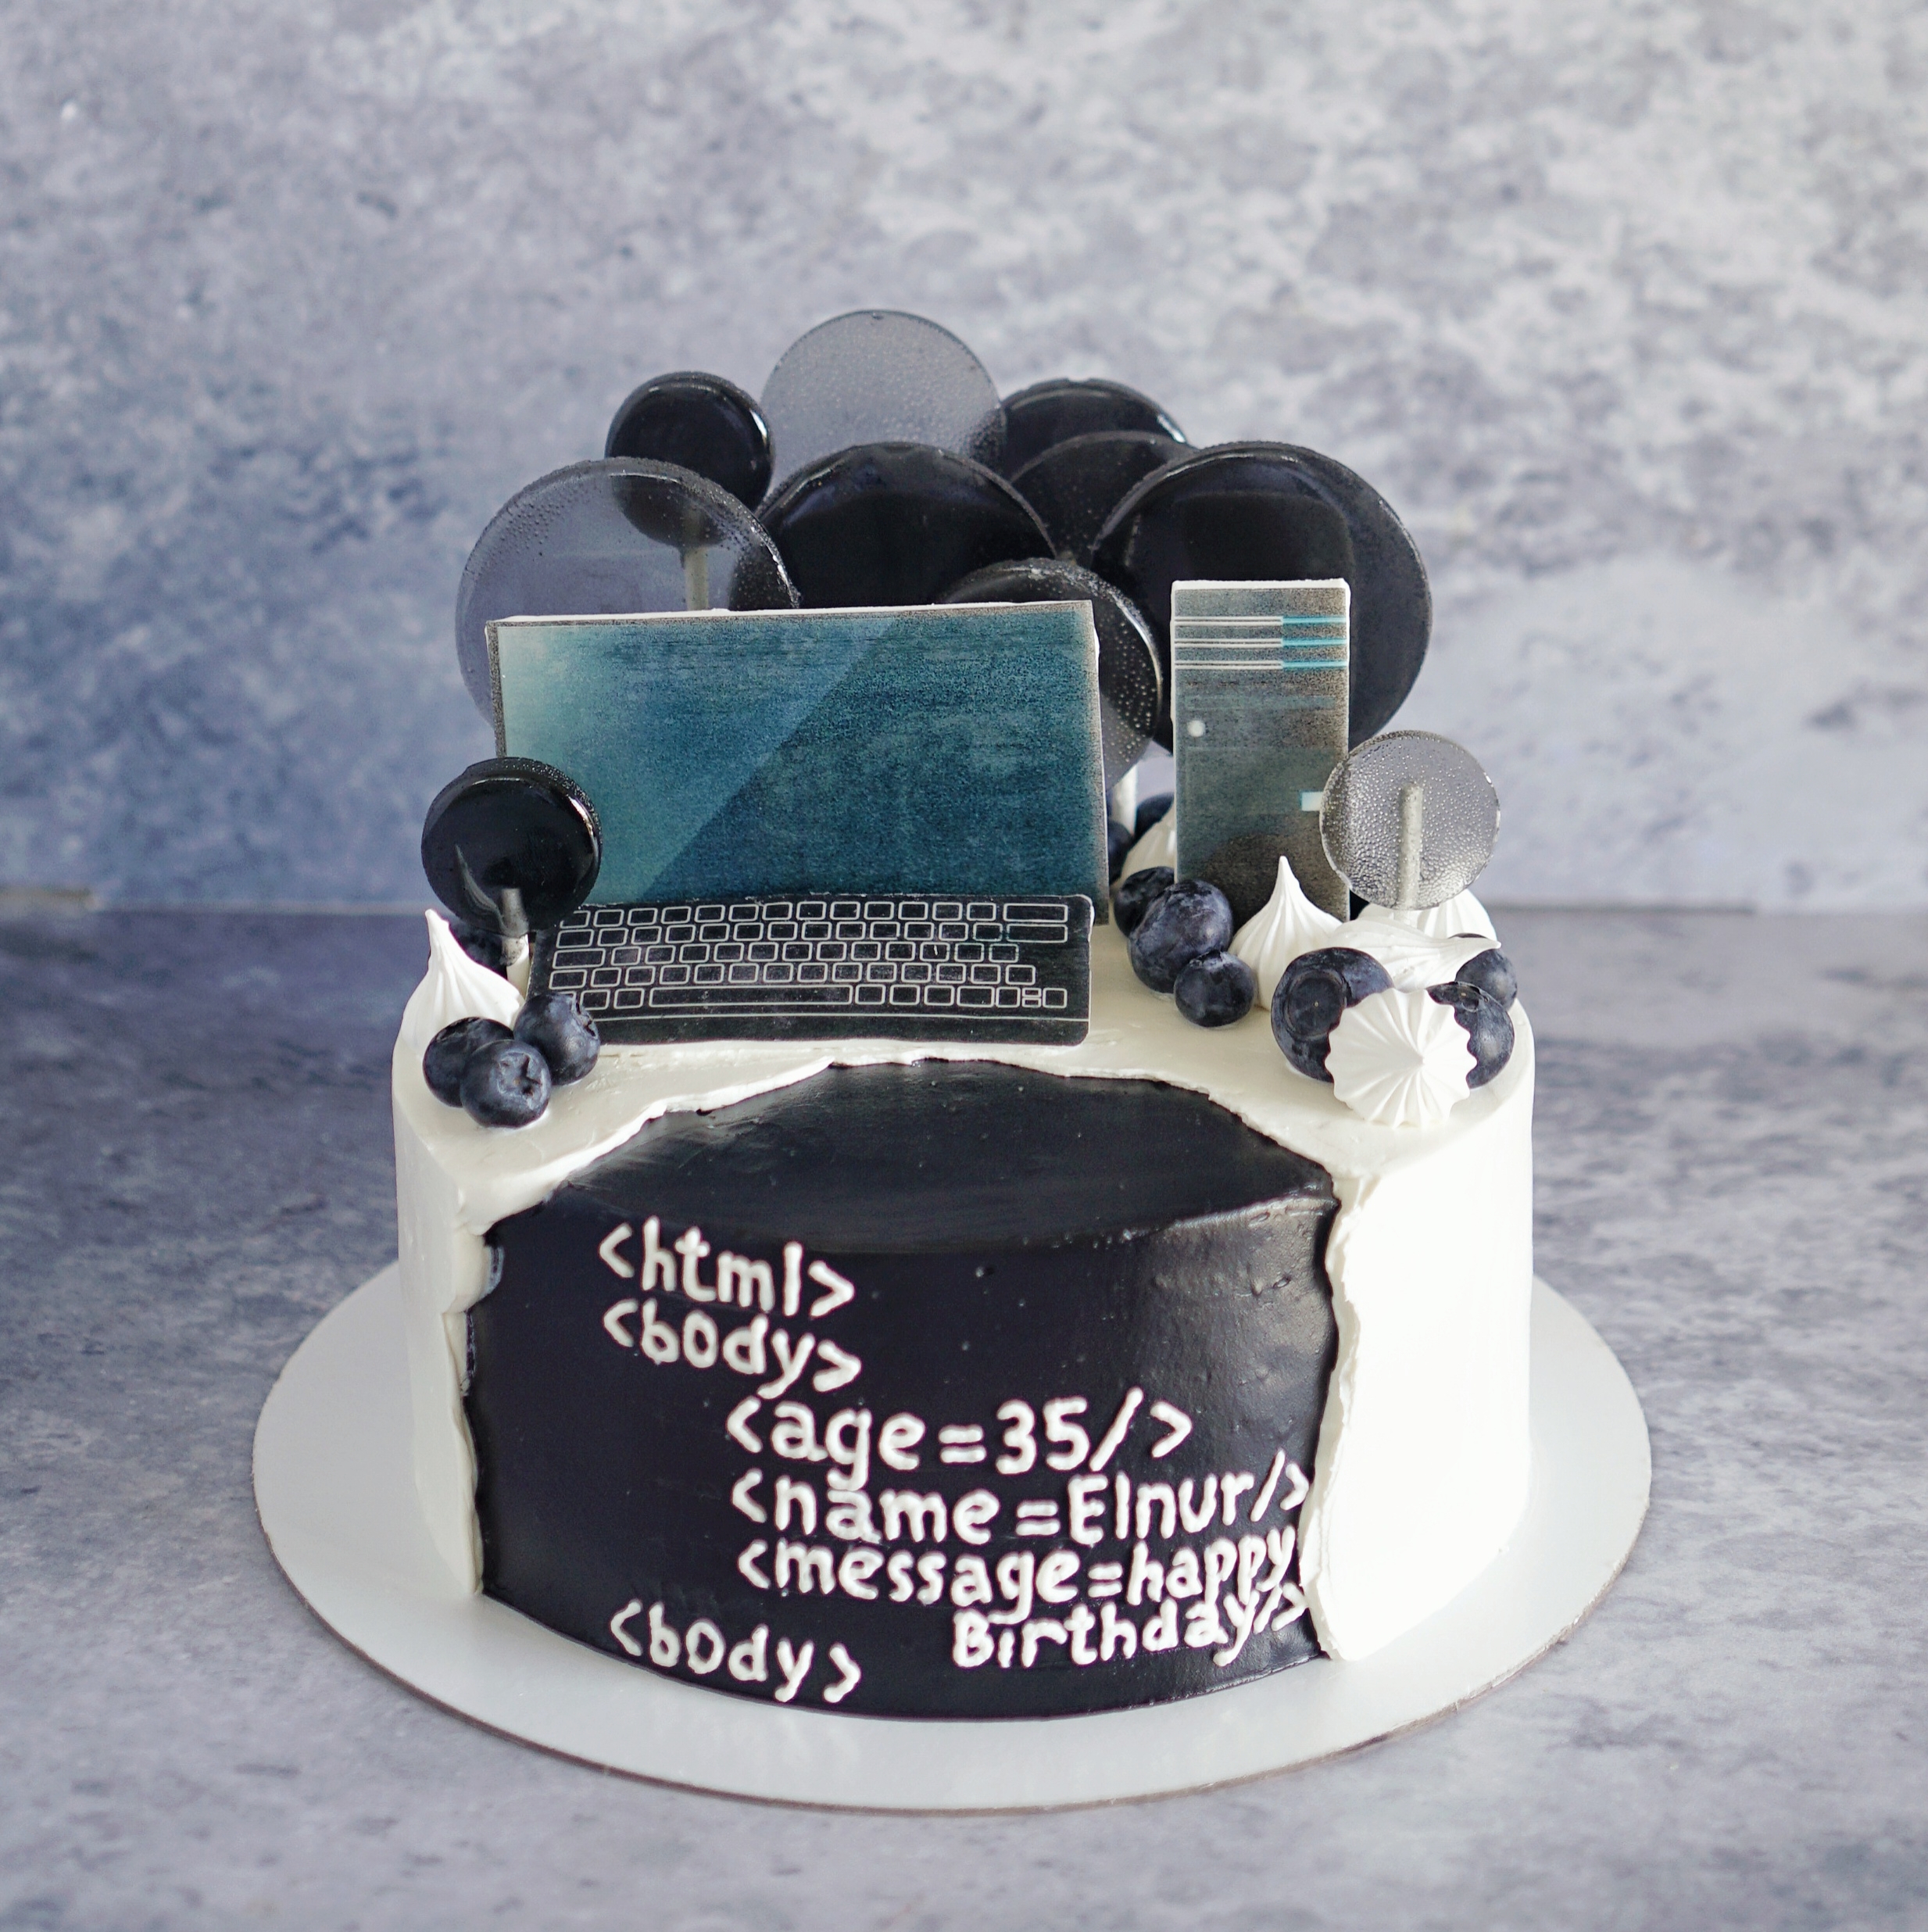 <html>
<body>
<age=35/>
<name=Elnur/>
<message=happy
Birthday/>
<body>